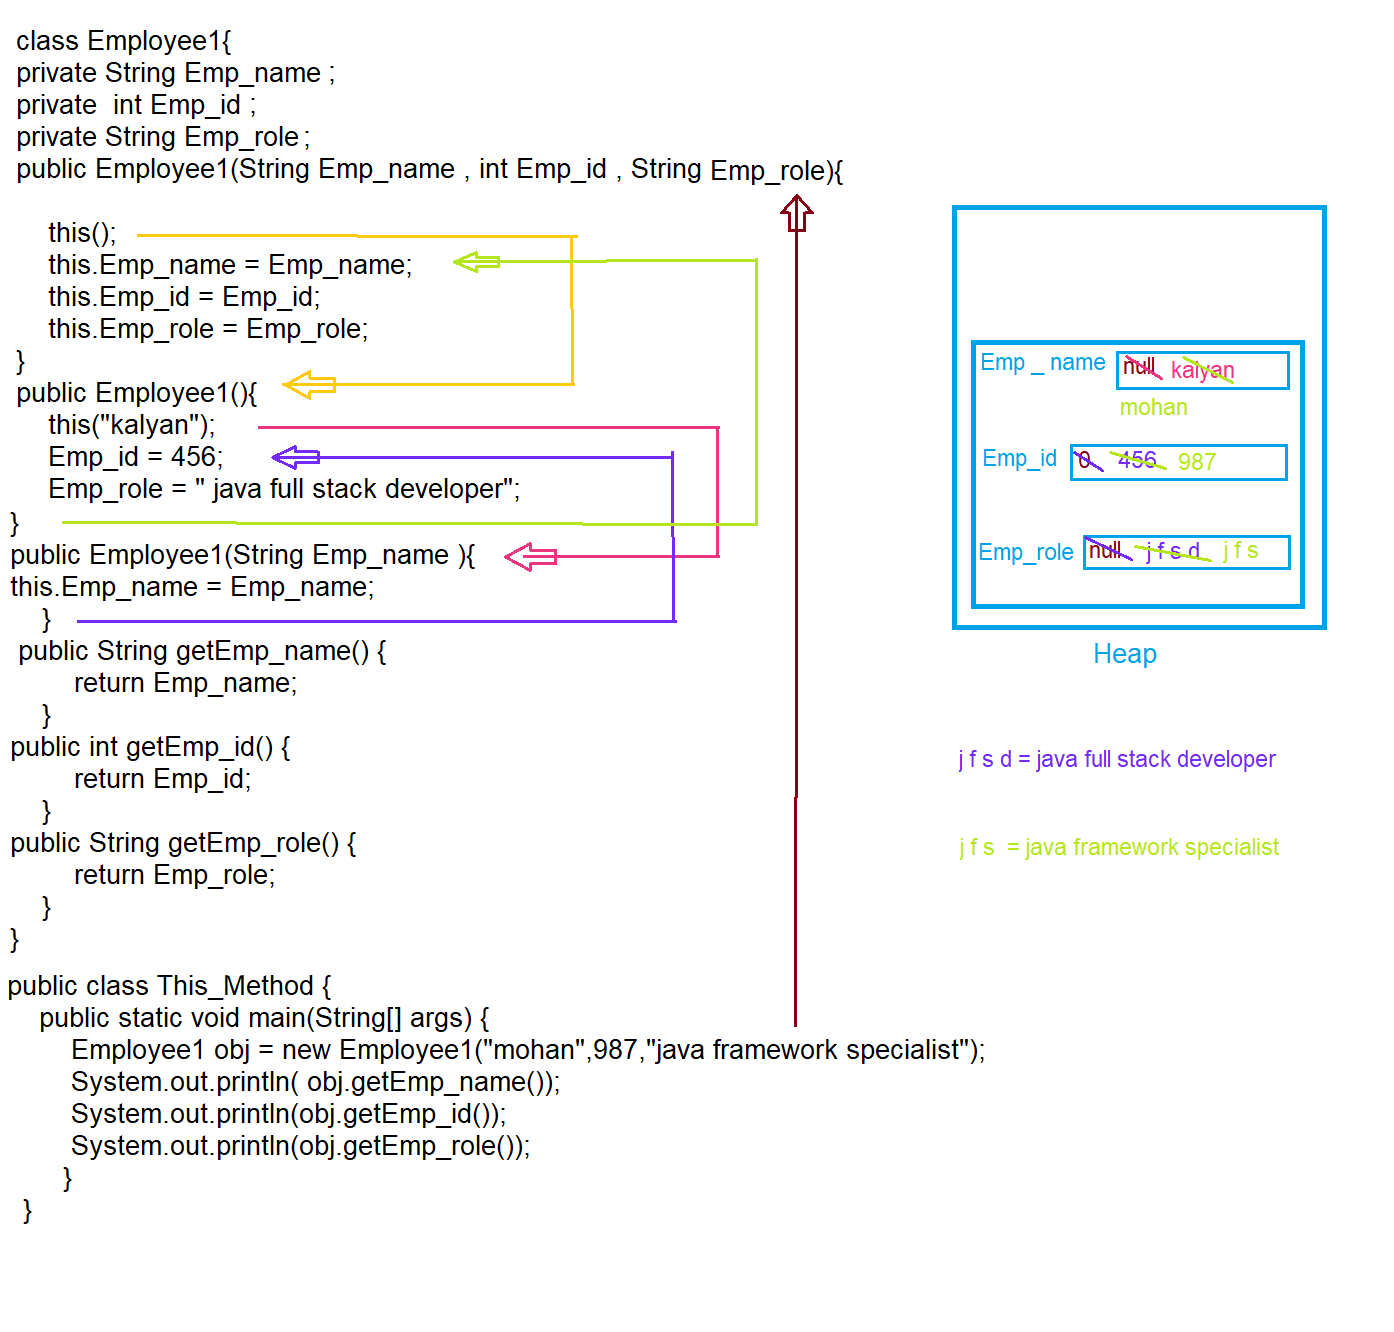 class Employee1{
private String Emp_name ;
private  int Emp_id ;
private String Emp_role ;
public Employee1(String Emp_name , int Emp_id , String Emp_role){
this();
this.Emp_name = Emp_name;
this.Emp_id = Emp_id;
this.Emp_role = Emp_role;
}
public Employee1(){
this("kalyan");
Emp_id = 456;
Emp_role = " java full stack developer";
}
public Employee1(String Emp_name ){
this.Emp_name = Emp_name;
}
public String getEmp_name() {
return Emp_name;
}
public int getEmp_id() {
return Emp_id;
}
public String getEmp_role() {
return Emp_role;
}
}
public class This_Method {
public static void main(String[] args) {
Employee1 obj = new Employee1("mohan",987,"java framework specialist");
System.out.println( obj.getEmp_name());
System.out.println(obj.getEmp_id());
System.out.println(obj.getEmp_role());
}
}
Emp _ name null kalyan
mohan
Emp_id 0 456 987
Emp_role null j f s d j f s
Heap
j f s d = java full stack developer
j f s  = java framework specialist